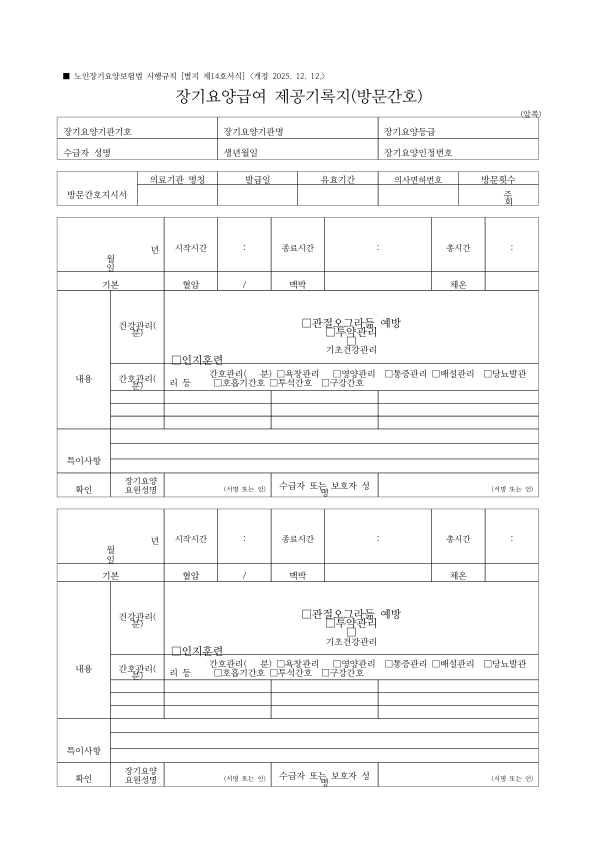 ■ 노인장기요양보험법 시행규칙 [별지 제14호서식] <개정 2025. 12. 12.>
장기요양급여 제공기록지(방문간호)
(앞쪽)
장기요양기관기호 장기요양기관명 장기요양등급
수급자 성명 생년월일 장기요양인정번호
방문간호지시서 의료기관 명칭 발급일 유효기간 의사면허번호 방문횟수
주
회
년
월
일
시작시간 : 종료시간 : 총시간 :
기본 혈압 / 맥박 체온
내용
건강관리(
분)
□관절오그라듦 예방
□투약관리
□
기초건강관리
□인지훈련
간호관리(
분)
간호관리( 분) □욕창관리 □영양관리 □통증관리 □배설관리 □당뇨발관
리 등 □호흡기간호 □투석간호 □구강간호
특이사항
확인
장기요양
요원성명
(서명 또는 인)
수급자 또는 보호자 성
명
(서명 또는 인)
년
월
일
시작시간 : 종료시간 : 총시간 :
기본 혈압 / 맥박 체온
내용
건강관리(
분)
□관절오그라듦 예방
□투약관리
□
기초건강관리
□인지훈련
간호관리(
분)
간호관리( 분) □욕창관리 □영양관리 □통증관리 □배설관리 □당뇨발관
리 등 □호흡기간호 □투석간호 □구강간호
특이사항
확인
장기요양
요원성명
(서명 또는 인)
수급자 또는 보호자 성
명
(서명 또는 인)